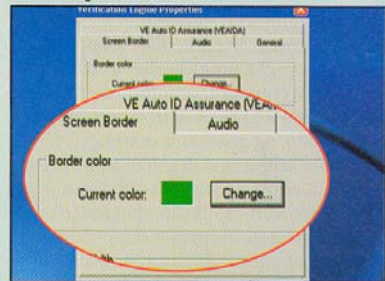 Verification Engine Properties
VE Auto ID Assurance (VEAIDA)
Screen Border Audio General
Border color
Current color: Change...
VE Auto ID Assurance (VEAI
Screen Border Audio
Border color
Current color: Change...